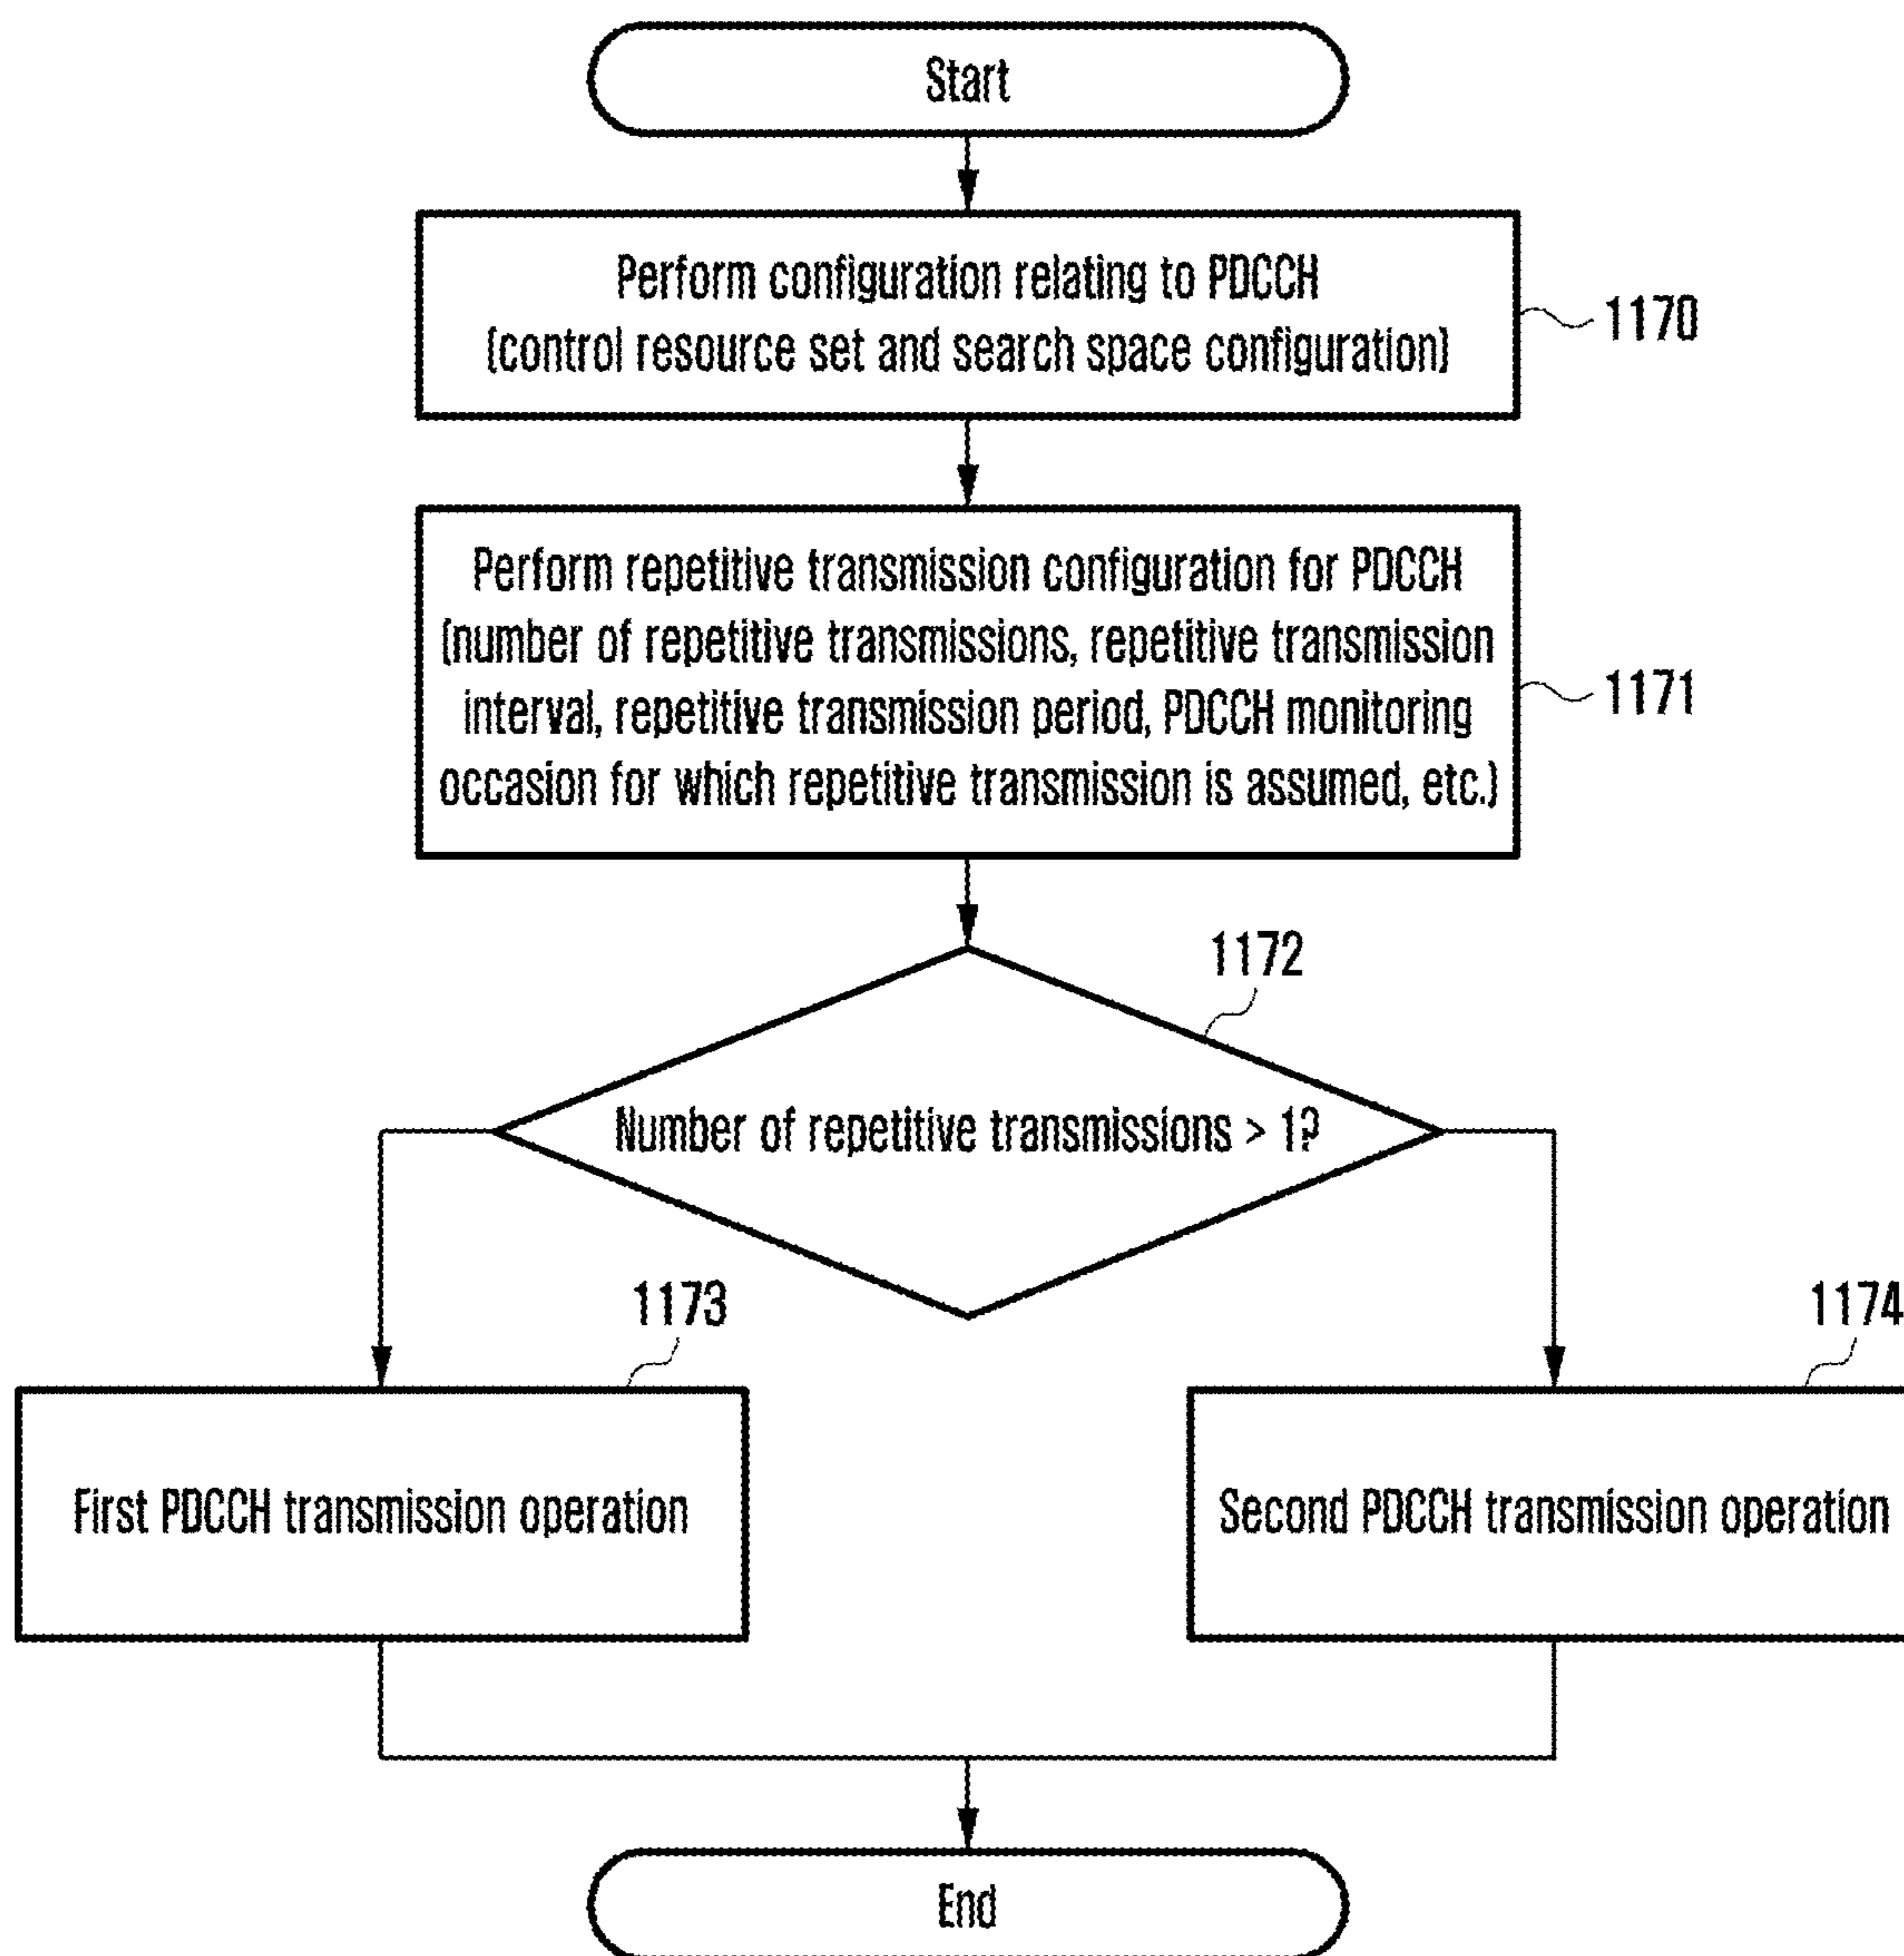 Start
Perform configuration relating to PDCCH
(control resource set and search space configuration)
1170
Perform repetitive transmission configuration for PDCCH
(number of repetitive transmissions, repetitive transmission
interval, repetitive transmission period, PDCCH monitoring
occasion for which repetitive transmission is assumed, etc.)
1171
1172
Number of repetitive transmissions > 1?
1173
1174
First PDCCH transmission operation
Second PDCCH transmission operation
End